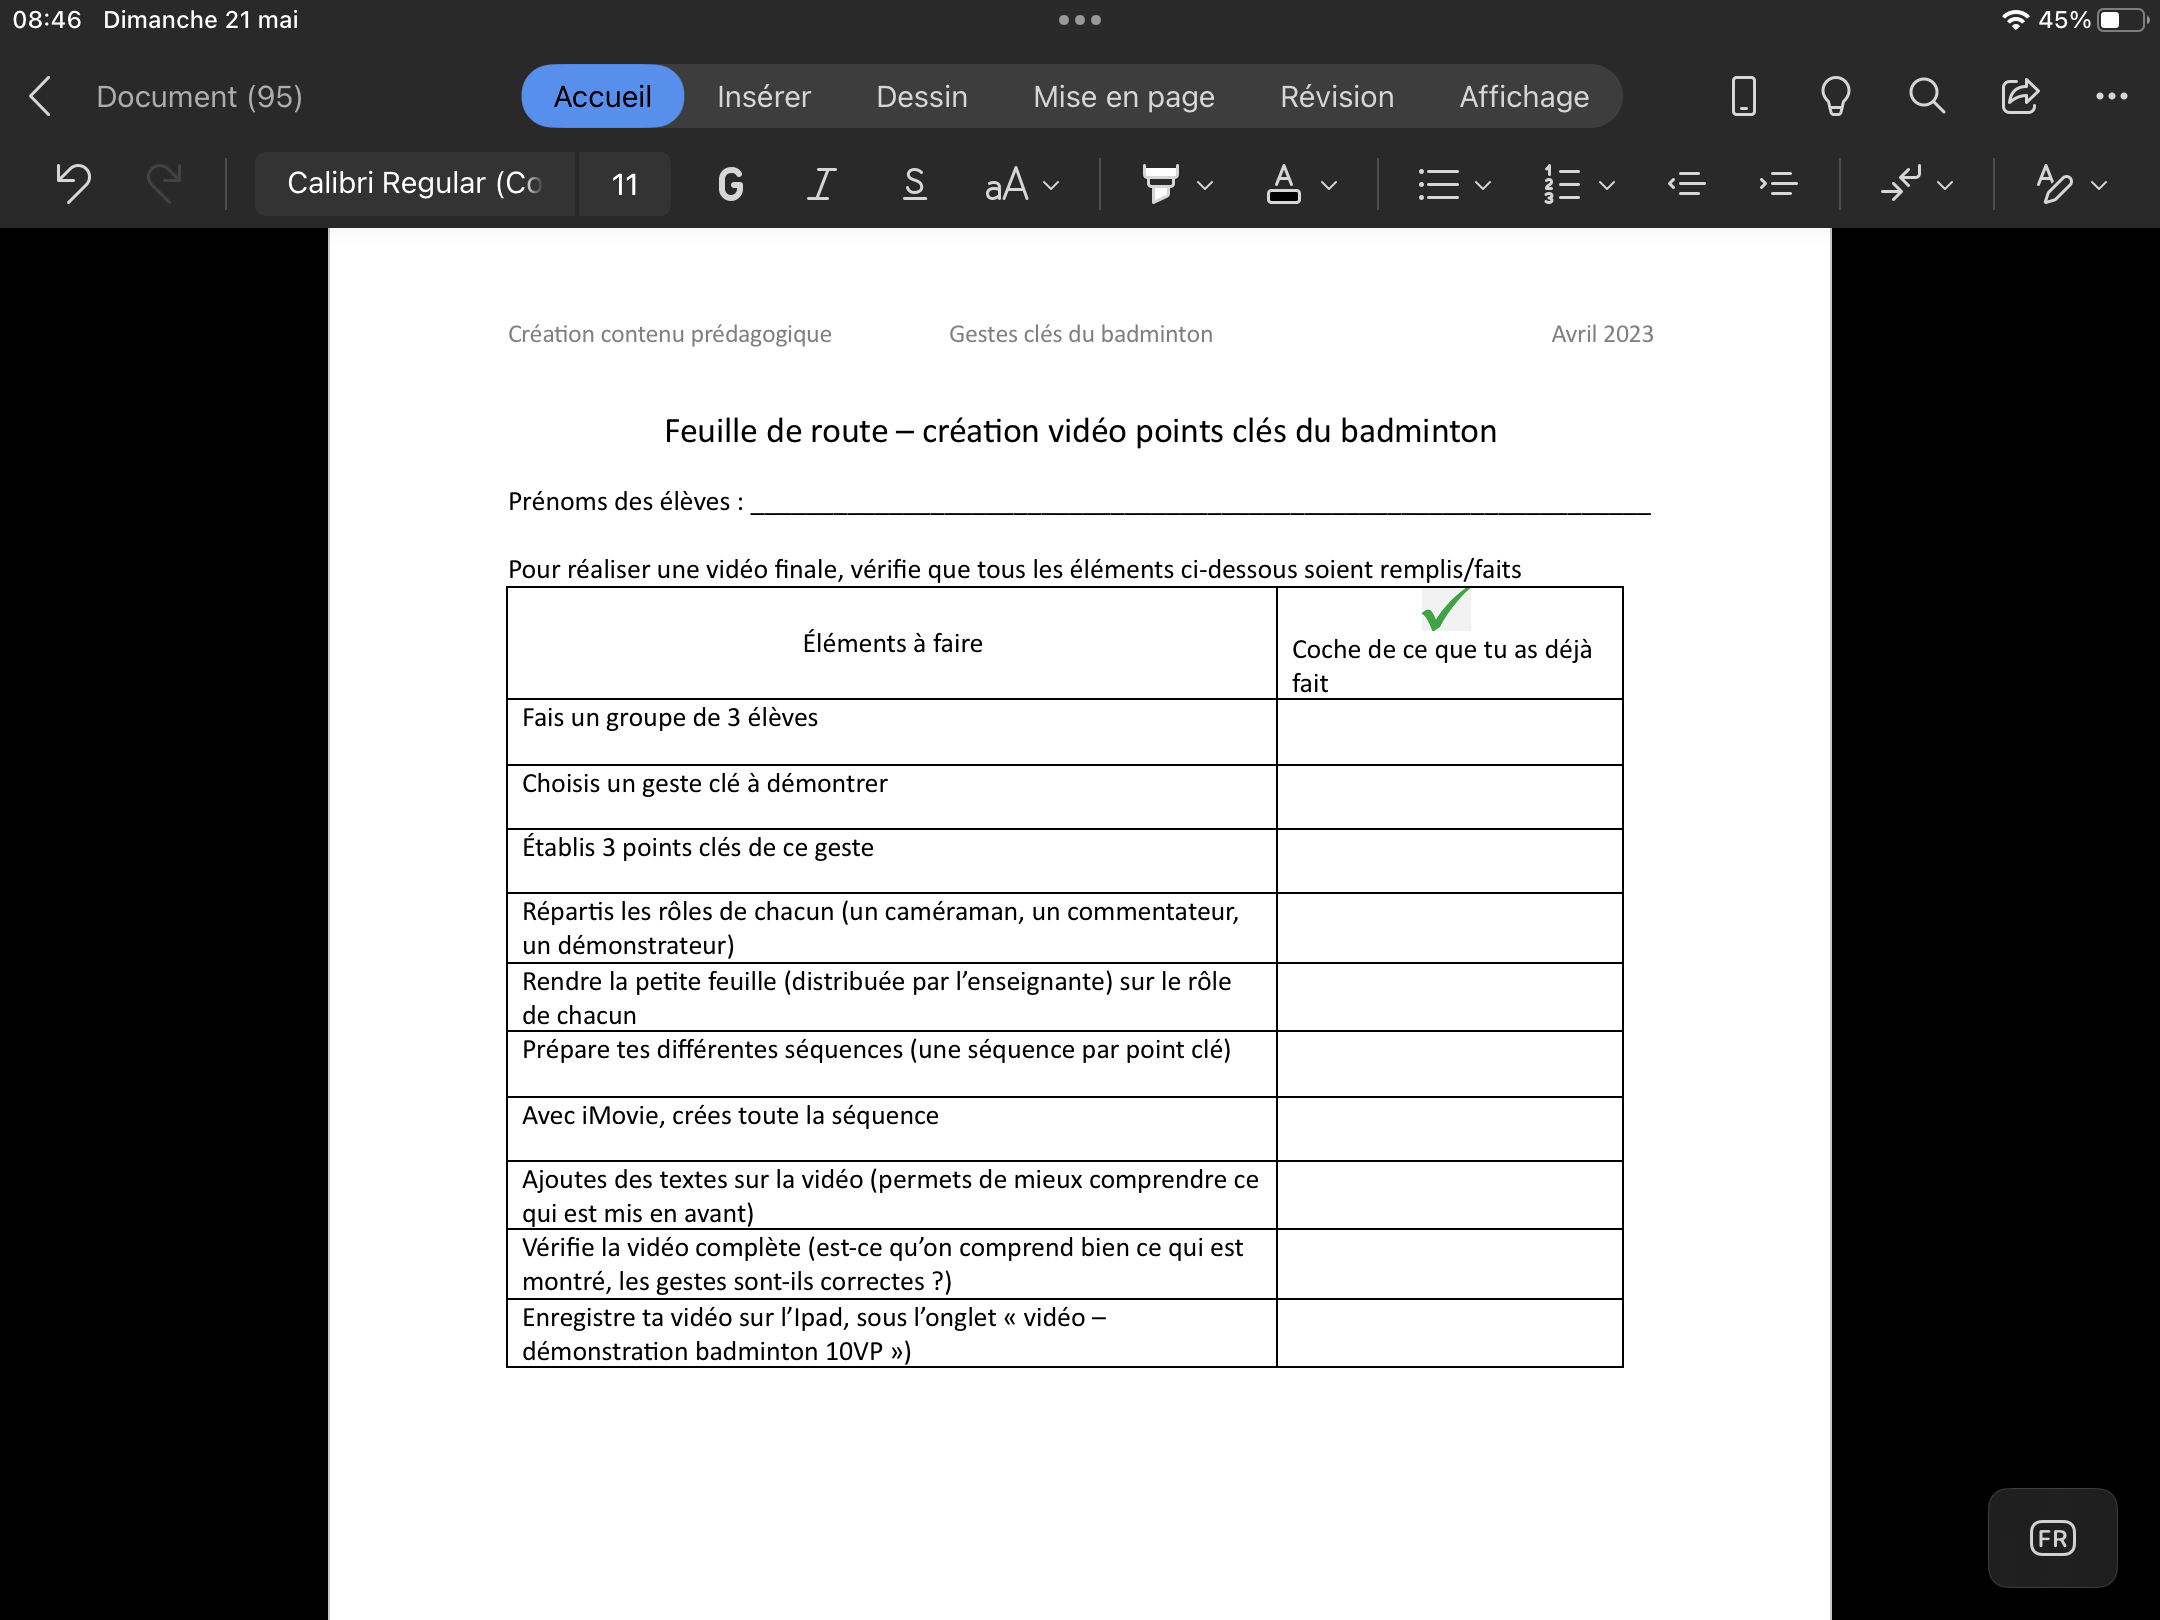 08:46 Dimanche 21 mai
45%
Document (95)
Accueil Insérer Dessin Mise en page Révision Affichage
Calibri Regular (Co 11 G I S aA A
Création contenu prédagogique Gestes clés du badminton Avril 2023
Feuille de route – création vidéo points clés du badminton
Prénoms des élèves : ____________________________________________________________________
Pour réaliser une vidéo finale, vérifie que tous les éléments ci-dessous soient remplis/faits
Éléments à faire
Coche de ce que tu as déjà
fait
Fais un groupe de 3 élèves
Choisis un geste clé à démontrer
Établis 3 points clés de ce geste
Répartis les rôles de chacun (un caméraman, un commentateur,
un démonstrateur)
Rendre la petite feuille (distribuée par l’enseignante) sur le rôle
de chacun
Prépare tes différentes séquences (une séquence par point clé)
Avec iMovie, crées toute la séquence
Ajoutes des textes sur la vidéo (permets de mieux comprendre ce
qui est mis en avant)
Vérifie la vidéo complète (est-ce qu’on comprend bien ce qui est
montré, les gestes sont-ils correctes ?)
Enregistre ta vidéo sur l’Ipad, sous l’onglet « vidéo –
démonstration badminton 10VP »)
FR